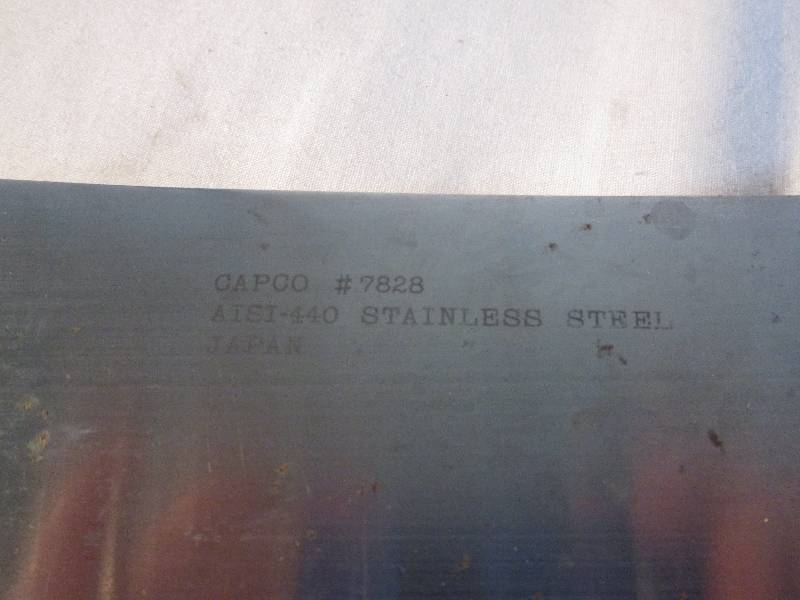 CAPCO #7828
AISI-440 STAINLESS STEEL
JAPAN